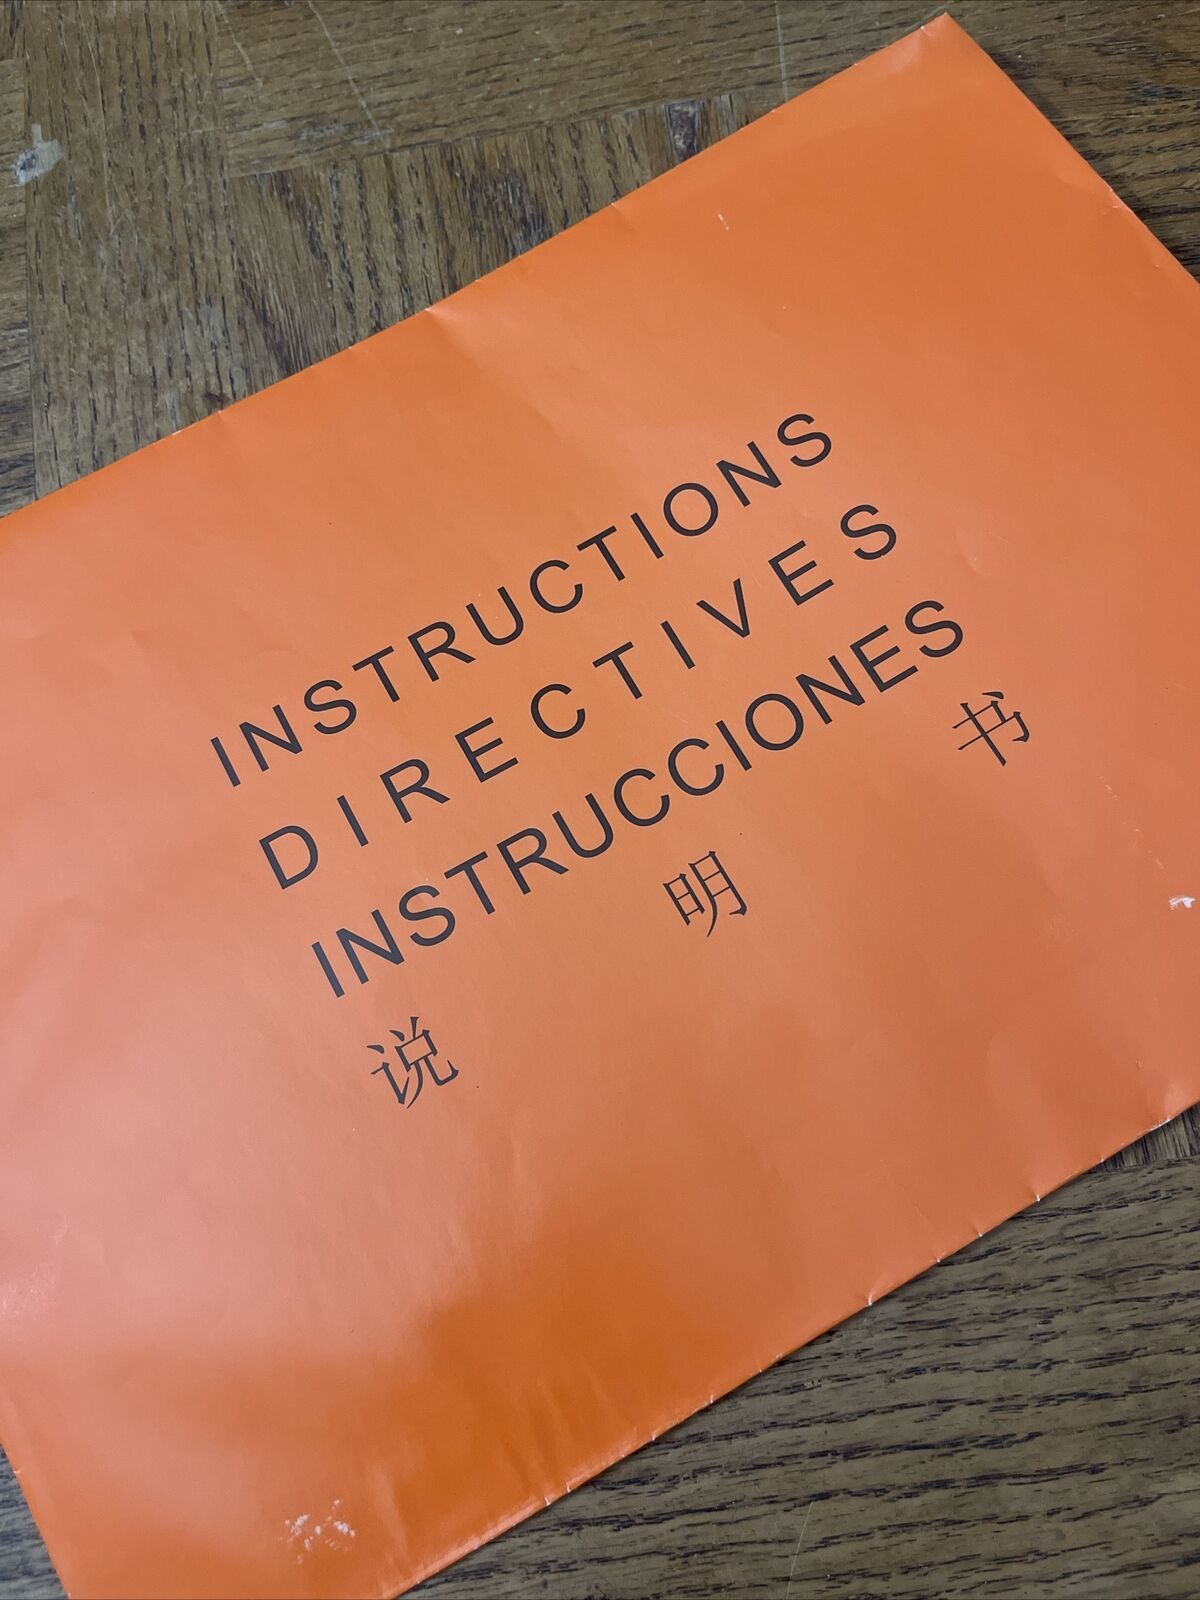 INSTRUCTIONS
DIRECTIVES
INSTRUCCIONES
说明书